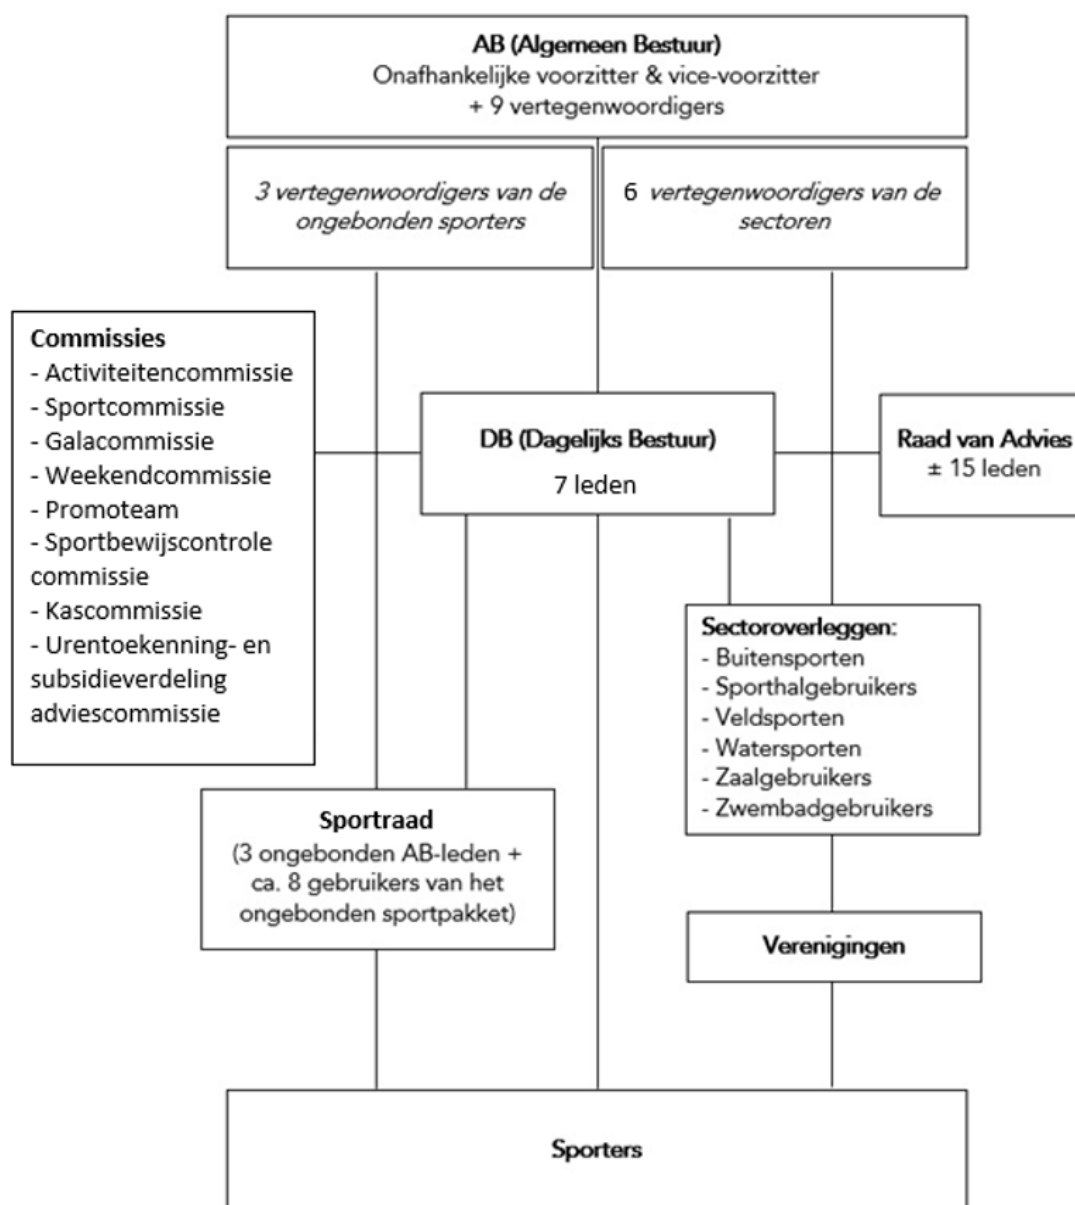 AB (Algemeen Bestuur)
Onafhankelijke voorzitter & vice-voorzitter
+ 9 vertegenwoordigers
3 vertegenwoordigers van de
ongebonden sporters
6 vertegenwoordigers van de
sectoren
Commissies
- Activiteitencommissie
- Sportcommissie
- Galacommissie
- Weekendcommissie
- Promoteam
- Sportbewijscontrole
commissie
- Kascommissie
- Urentoekenning- en
subsidieverdeling
adviescommissie
DB (Dagelijks Bestuur)
7 leden
Raad van Advies
± 15 leden
Sectoroverleggen:
- Buitensporten
- Sporthalgebruikers
- Veldsporten
- Watersporten
- Zaalgebruikers
- Zwembadgebruikers
Sportraad
(3 ongebonden AB-leden +
ca. 8 gebruikers van het
ongebonden sportpakket)
Verenigingen
Sporters